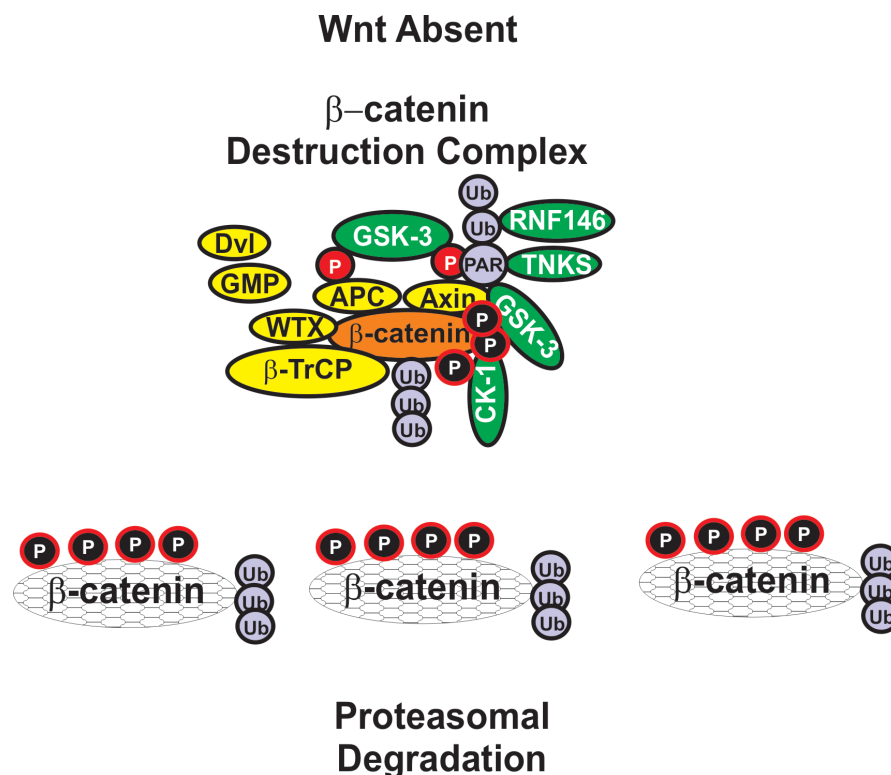 Wnt Absent
β–catenin
Destruction Complex
Ub
Ub
RNF146
Dvl
GSK-3
P
P
PAR
TNKS
GMP
APC
Axin
GSK-3
WTX
β-catenin
P
P
β-TrCP
P
Ub
Ub
Ub
CK-1
P
P
P
P
β-catenin
Ub
Ub
Ub
P
P
P
P
β-catenin
Ub
Ub
Ub
P
P
P
P
β-catenin
Ub
Ub
Ub
Proteasomal
Degradation